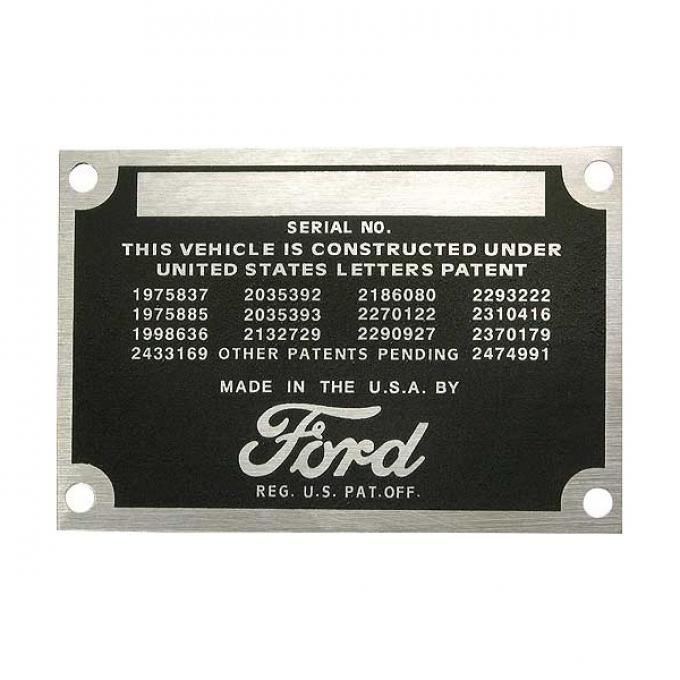 SERIAL NO.
THIS VEHICLE IS CONSTRUCTED UNDER
UNITED STATES LETTERS PATENT
1975837 2035392 2186080 2293222
1975885 2035393 2270122 2310416
1998636 2132729 2290927 2370179
2433169 OTHER PATENTS PENDING 2474991
MADE IN THE U.S.A. BY
Ford
REG. U.S. PAT.OFF.